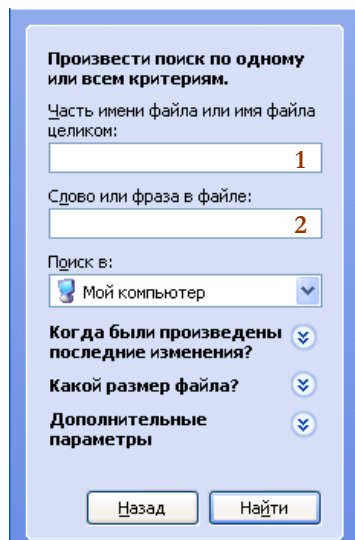 Произвести поиск по одному
или всем критериям.
Часть имени файла или имя файла
целиком:
1
Слово или фраза в файле:
2
Поиск в:
Мой компьютер
Когда были произведены
последние изменения?
Какой размер файла?
Дополнительные
параметры
Назад Найти